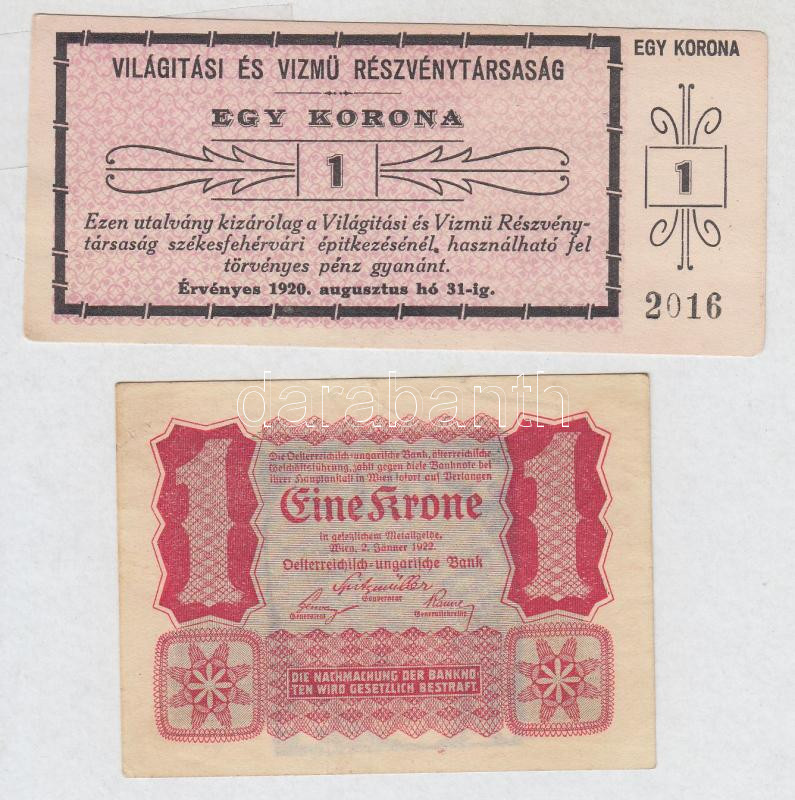 VILÁGITÁSI ÉS VIZMÜ RÉSZVÉNYTÁRSASÁG
EGY KORONA
1
Ezen utalvány kizárólag a Világitási és Vizmü Részvény-
társaság székesfehérvári épitkezésénél, használható fel
törvényes pénz gyanánt.
Érvényes 1920. augusztus hó 31-ig.
EGY KORONA
1
2016
darabanth
1
1
Die Oesterreichisch-ungarische Bank, österreichische
Geschäftsführung, zahlt gegen diese Banknote bei
ihrer Hauptanstalt in Wien sofort auf Verlangen
Eine Krone
in gesetzlichem Metallgelde.
Wien, 2. Jänner 1922.
Oesterreichisch-ungarische Bank
Spitzmüller
Gouverneur
Generalrat
Generalsekretär
DIE NACHMACHUNG DER BANKNO-
TEN WIRD GESETZLICH BESTRAFT.